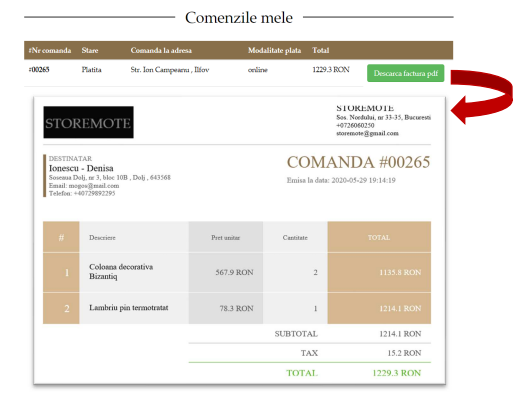 Comenzile mele
#Nr comanda Stare Comanda la adresa Modalitate plata Total
#00265 Platita Str. Ion Campeanu , Ilfov online 1229.3 RON Descarca factura pdf
STOREMOTE
STOREMOTE
Sos. Nordului, nr 33-35, Bucuresti
+0726060250
storemote@gmail.com
DESTINATAR
Ionescu - Denisa
Soseaua Dolj, nr 3, bloc 10B , Dolj , 643568
Email: mogos@mail.com
Telefon: +40729892295
COMANDA #00265
Emisa la data: 2020-05-29 19:14:19
# Descriere Pret unitar Cantitate TOTAL
1 Coloana decorativa Bizantiq 567.9 RON 2 1135.8 RON
2 Lambriu pin termotratat 78.3 RON 1 1214.1 RON
SUBTOTAL 1214.1 RON
TAX 15.2 RON
TOTAL 1229.3 RON